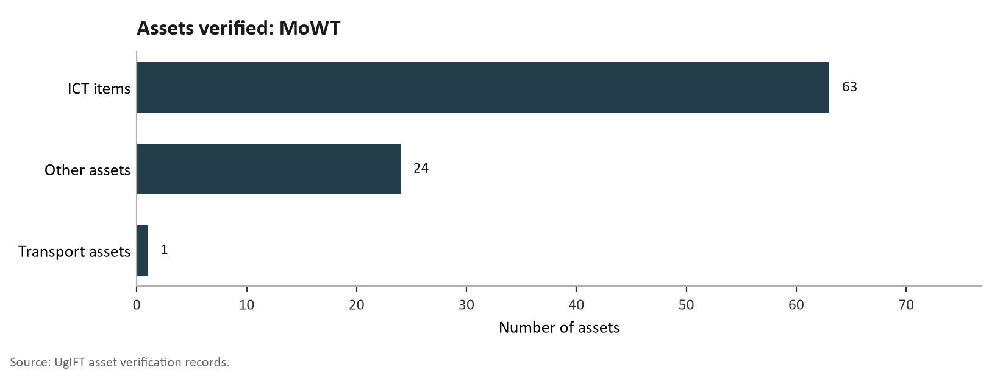 Assets verified: MoWT
ICT items
63
Other assets
24
Transport assets
1
0 10 20 30 40 50 60 70
Number of assets
Source: UgIFT asset verification records.